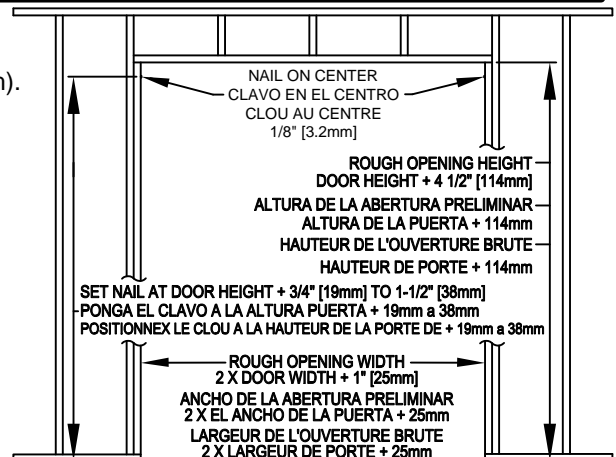 n).
NAIL ON CENTER
CLAVO EN EL CENTRO
CLOU AU CENTRE
1/8" [3.2mm]
ROUGH OPENING HEIGHT
DOOR HEIGHT + 4 1/2" [114mm]
ALTURA DE LA ABERTURA PRELIMINAR
ALTURA DE LA PUERTA + 114mm
HAUTEUR DE L'OUVERTURE BRUTE
HAUTEUR DE PORTE + 114mm
SET NAIL AT DOOR HEIGHT + 3/4" [19mm] TO 1-1/2" [38mm]
PONGA EL CLAVO A LA ALTURA PUERTA + 19mm a 38mm
POSITIONNEX LE CLOU A LA HAUTEUR DE LA PORTE DE + 19mm a 38mm
ROUGH OPENING WIDTH
2 X DOOR WIDTH + 1" [25mm]
ANCHO DE LA ABERTURA PRELIMINAR
2 X EL ANCHO DE LA PUERTA + 25mm
LARGEUR DE L'OUVERTURE BRUTE
2 X LARGEUR DE PORTE + 25mm